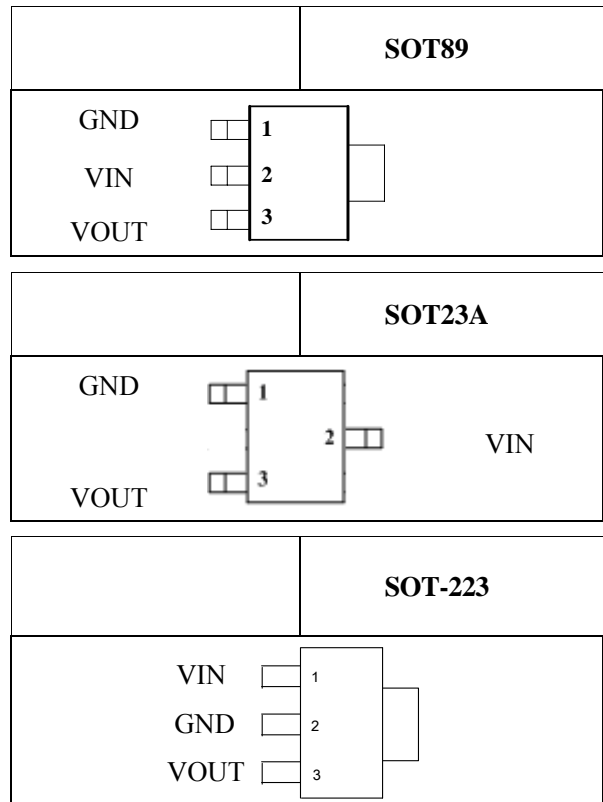 SOT89
GND 1
VIN 2
VOUT 3
SOT23A
GND 1
2 VIN
VOUT 3
SOT-223
VIN 1
GND 2
VOUT 3